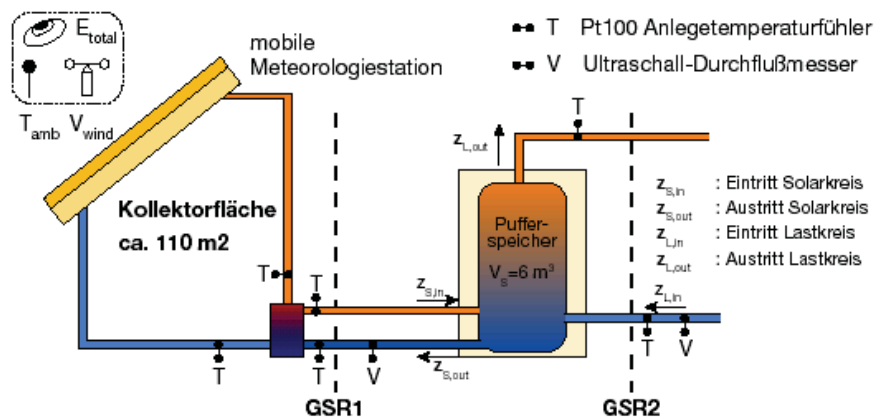 E_total
T_amb V_wind
mobile
Meteorologiestation
T Pt100 Anlegetemperaturfühler
V Ultraschall-Durchflußmesser
Kollektorfläche
ca. 110 m2
T
T
T
T
V
z_S,in
z_S,out
z_L,out
T
Puffer-
speicher
V_S=6 m³
z_L,in
T
V
z_S,in : Eintritt Solarkreis
z_S,out : Austritt Solarkreis
z_L,in : Eintritt Lastkreis
z_L,out : Austritt Lastkreis
GSR1
GSR2